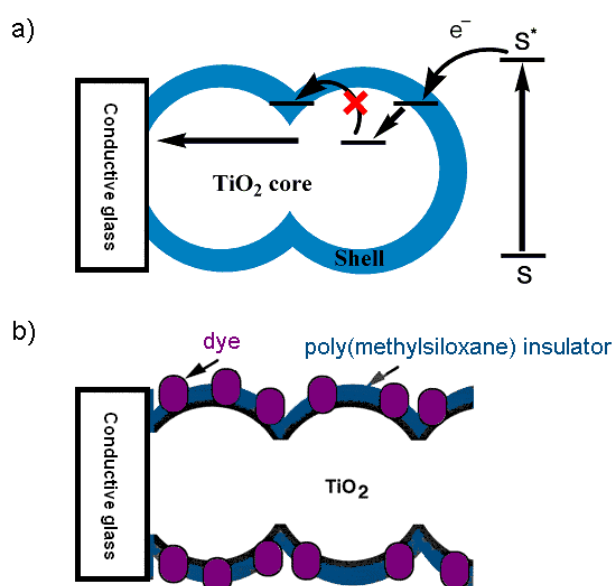 a)
e⁻
S*
Conductive glass
TiO₂ core
Shell
S
b)
dye
poly(methylsiloxane) insulator
Conductive glass
TiO₂